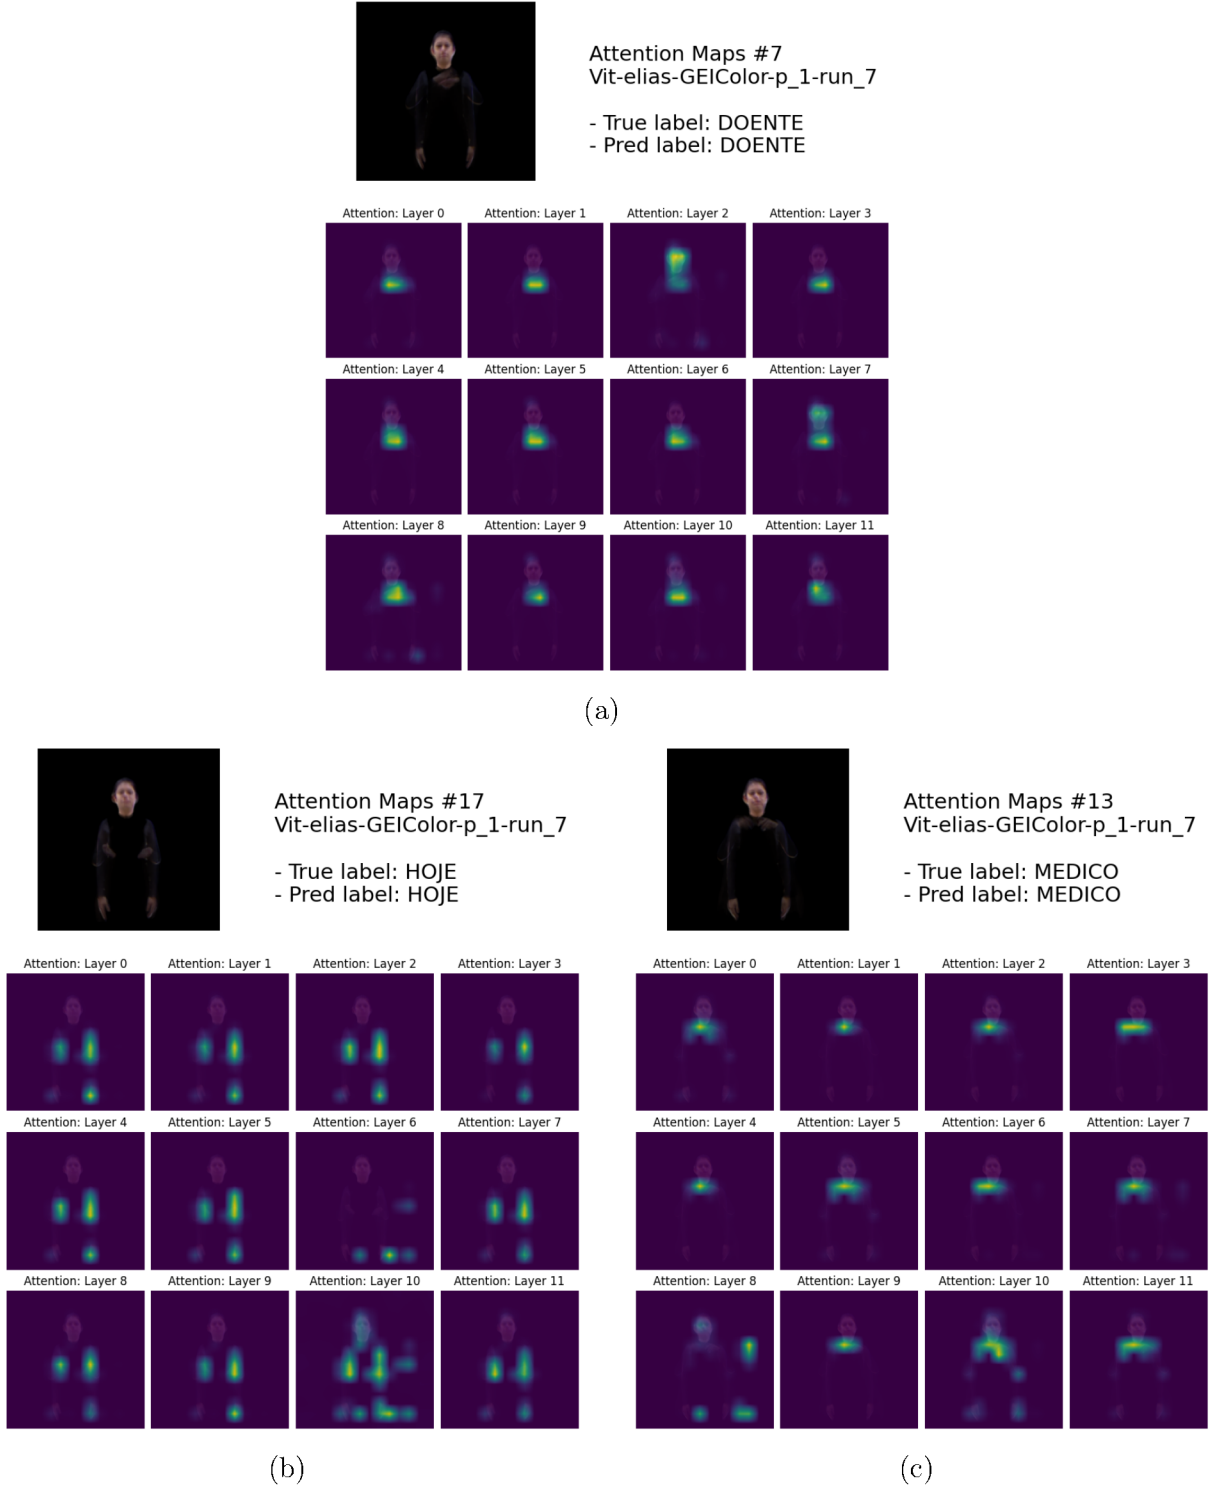 Attention Maps #7
Vit-elias-GEIColor-p_1-run_7
- True label: DOENTE
- Pred label: DOENTE
Attention: Layer 0
Attention: Layer 1
Attention: Layer 2
Attention: Layer 3
Attention: Layer 4
Attention: Layer 5
Attention: Layer 6
Attention: Layer 7
Attention: Layer 8
Attention: Layer 9
Attention: Layer 10
Attention: Layer 11
(a)
Attention Maps #17
Vit-elias-GEIColor-p_1-run_7
- True label: HOJE
- Pred label: HOJE
Attention: Layer 0
Attention: Layer 1
Attention: Layer 2
Attention: Layer 3
Attention: Layer 4
Attention: Layer 5
Attention: Layer 6
Attention: Layer 7
Attention: Layer 8
Attention: Layer 9
Attention: Layer 10
Attention: Layer 11
(b)
Attention Maps #13
Vit-elias-GEIColor-p_1-run_7
- True label: MEDICO
- Pred label: MEDICO
Attention: Layer 0
Attention: Layer 1
Attention: Layer 2
Attention: Layer 3
Attention: Layer 4
Attention: Layer 5
Attention: Layer 6
Attention: Layer 7
Attention: Layer 8
Attention: Layer 9
Attention: Layer 10
Attention: Layer 11
(c)